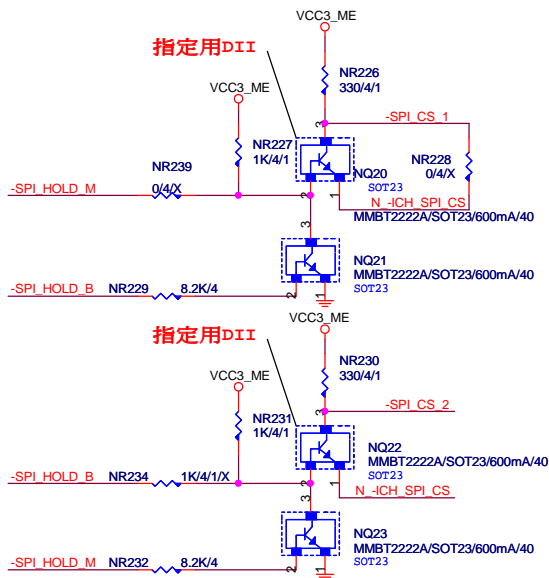 VCC3_ME
指定用DII
NR226
330/4/1
VCC3_ME
-SPI_CS_1
3
NR227
1K/4/1
NR239
NR228
0/4/X
NQ20
SOT23
-SPI_HOLD_M
0/4/X
2
1
N_-ICH_SPI_CS
MMBT2222A/SOT23/600mA/40
3
NQ21
MMBT2222A/SOT23/600mA/40
SOT23
-SPI_HOLD_B
NR229
8.2K/4
2
1
VCC3_ME
指定用DII
NR230
330/4/1
VCC3_ME
-SPI_CS_2
3
NR231
1K/4/1
NQ22
MMBT2222A/SOT23/600mA/40
SOT23
-SPI_HOLD_B
NR234
1K/4/1/X
2
1
N_-ICH_SPI_CS
3
NQ23
MMBT2222A/SOT23/600mA/40
SOT23
-SPI_HOLD_M
NR232
8.2K/4
2
1